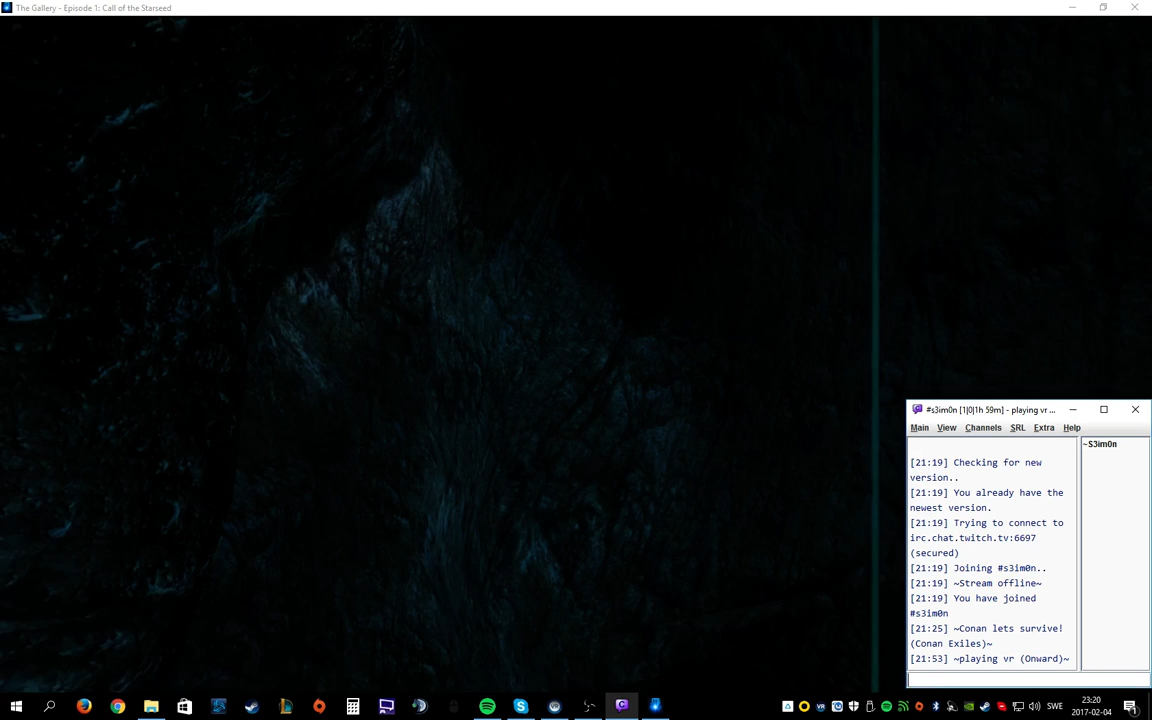 The Gallery - Episode 1: Call of the Starseed
#s3im0n [1|0|1h 59m] - playing vr ...
Main View Channels SRL Extra Help
~S3im0n
[21:19] Checking for new
version..
[21:19] You already have the
newest version.
[21:19] Trying to connect to
irc.chat.twitch.tv:6697
(secured)
[21:19] Joining #s3im0n..
[21:19] ~Stream offline~
[21:19] You have joined
#s3im0n
[21:25] ~Conan lets survive!
(Conan Exiles)~
[21:53] ~playing vr (Onward)~
VR
SWE
23:20
2017-02-04